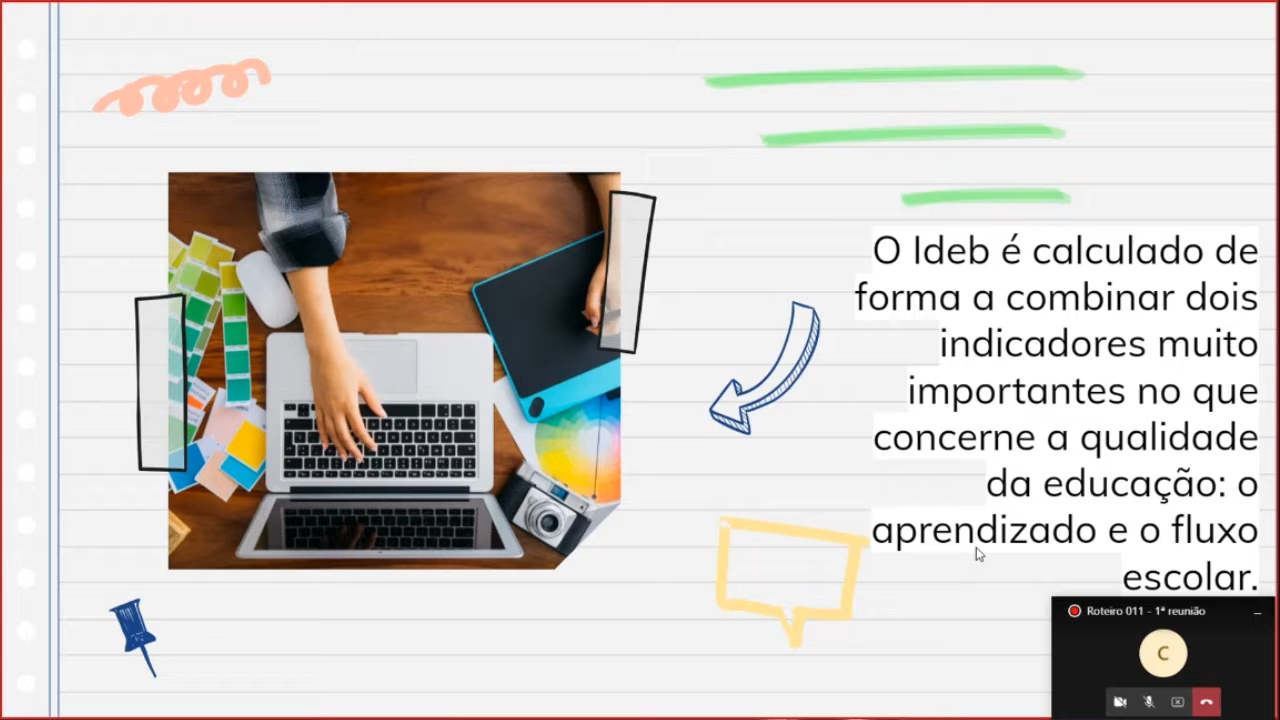 O Ideb é calculado de
forma a combinar dois
indicadores muito
importantes no que
concerne a qualidade
da educação: o
aprendizado e o fluxo
escolar.
Roteiro 011 - 1ª reunião
C